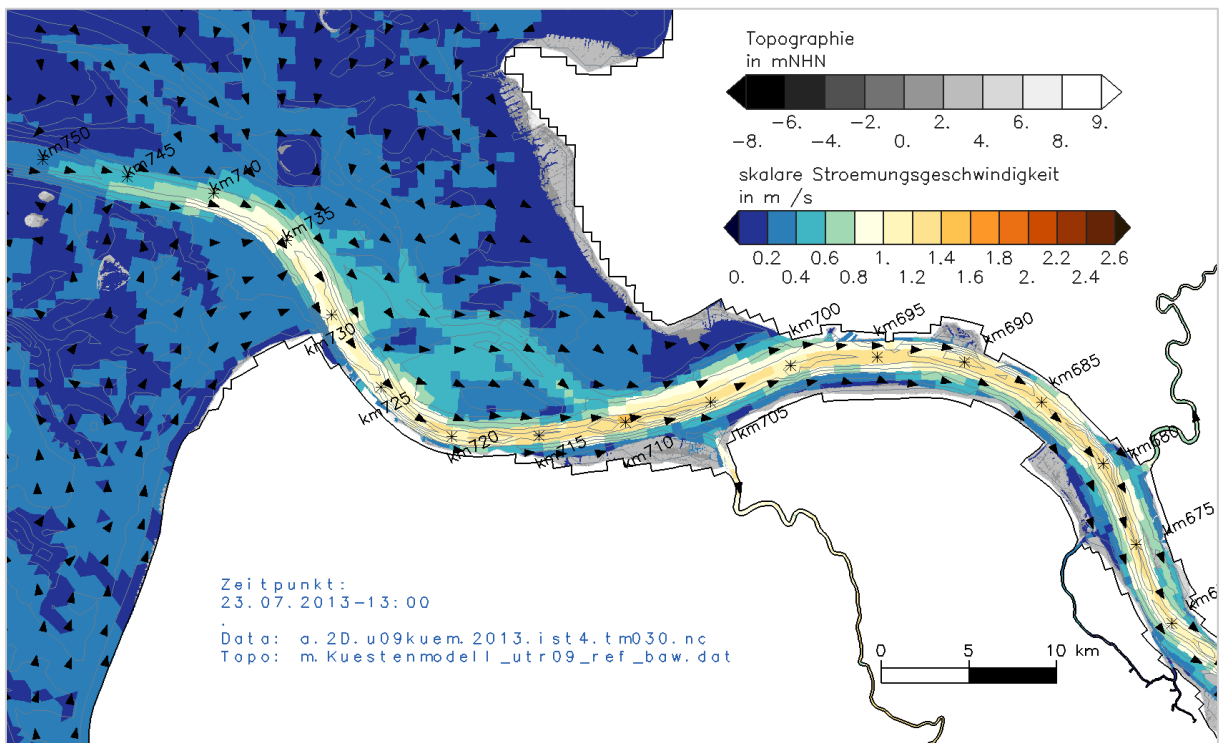 Topographie
in mNHN
-6. -2. 2. 6. 9.
-8. -4. 0. 4. 8.
skalare Stroemungsgeschwindigkeit
in m /s
0.2 0.6 1. 1.4 1.8 2.2 2.6
0. 0.4 0.8 1.2 1.6 2. 2.4
km750
km745
km740
km735
km730
km725
km720
km715
km710
km705
km700
km695
km690
km685
km680
km675
Zeitpunkt:
23.07.2013-13:00
.
Data: a.2D.u09kuem.2013.ist4.tm030.nc
Topo: m.Kuestenmodell_utr09_ref_baw.dat
0 5 10 km